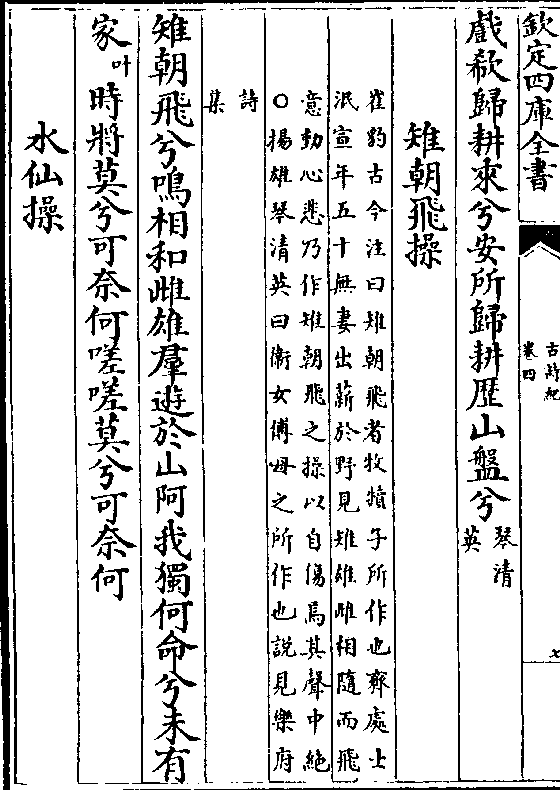 欽定四庫全書
古詩紀
卷四
七
戲欷歸耕來兮安所歸耕歴山盤兮
琴清
英
雉朝飛操
崔豹古今注曰雉朝飛者牧犢子所作也齊處士
泯宣年五十無妻出薪於野見雉雄雌相隨而飛
意動心悲乃作雉朝飛之操以自傷焉其聲中絶
○揚雄琴清英曰衞女傅母之所作也說見樂府
詩
集
雉朝飛兮鳴相和雌雄羣遊於山阿我獨何命兮未有
家叶時將莫兮可奈何嗟嗟莫兮可奈何
水仙操